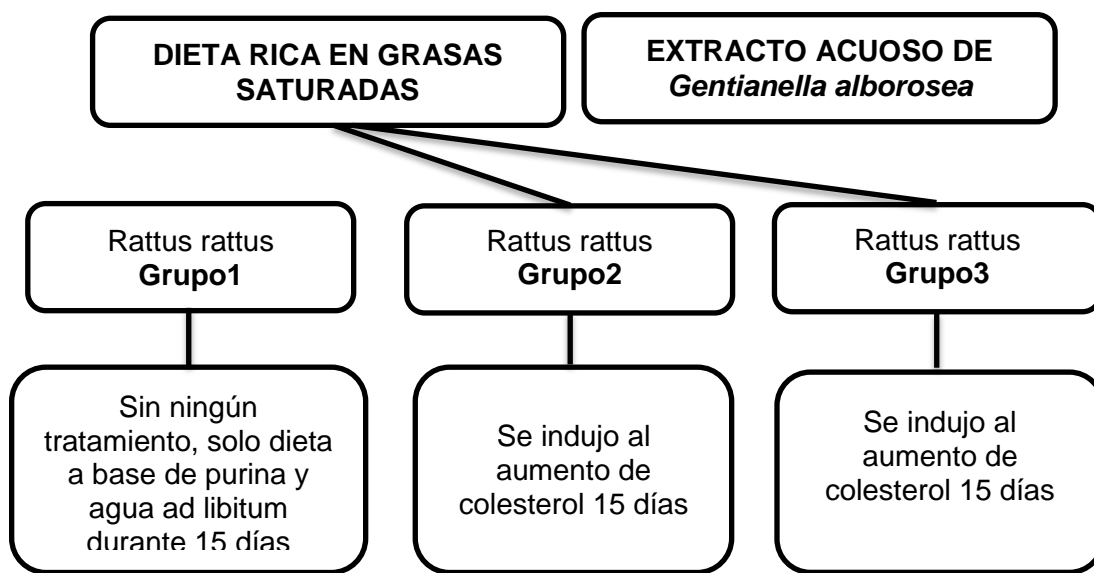 DIETA RICA EN GRASAS
SATURADAS
EXTRACTO ACUOSO DE
Gentianella alborosea
Rattus rattus
Grupo1
Rattus rattus
Grupo2
Rattus rattus
Grupo3
Sin ningún
tratamiento, solo dieta
a base de purina y
agua ad libitum
durante 15 días
Se indujo al
aumento de
colesterol 15 días
Se indujo al
aumento de
colesterol 15 días